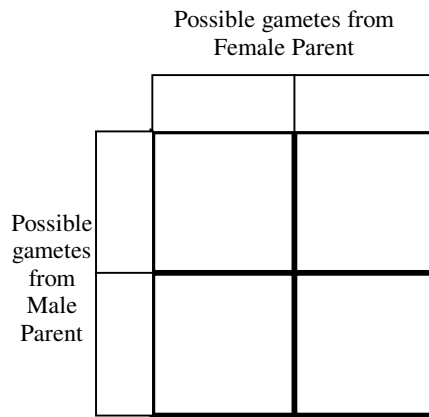 Possible gametes from
Female Parent
Possible
gametes
from
Male
Parent